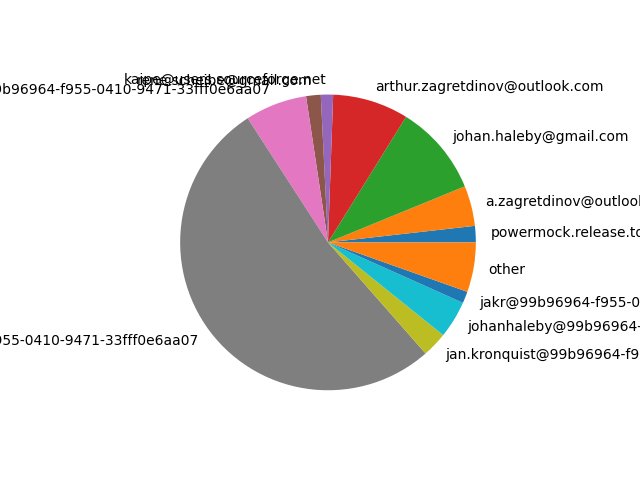 arthur.zagretdinov@outlook.com
9b96964-f955-0410-9471-33fff0e6aa07
johan.haleby@gmail.com
a.zagretdinov@outlook
powermock.release.to
other
jakr@99b96964-f955-0
johanhaleby@99b96964-
955-0410-9471-33fff0e6aa07
jan.kronquist@99b96964-f9